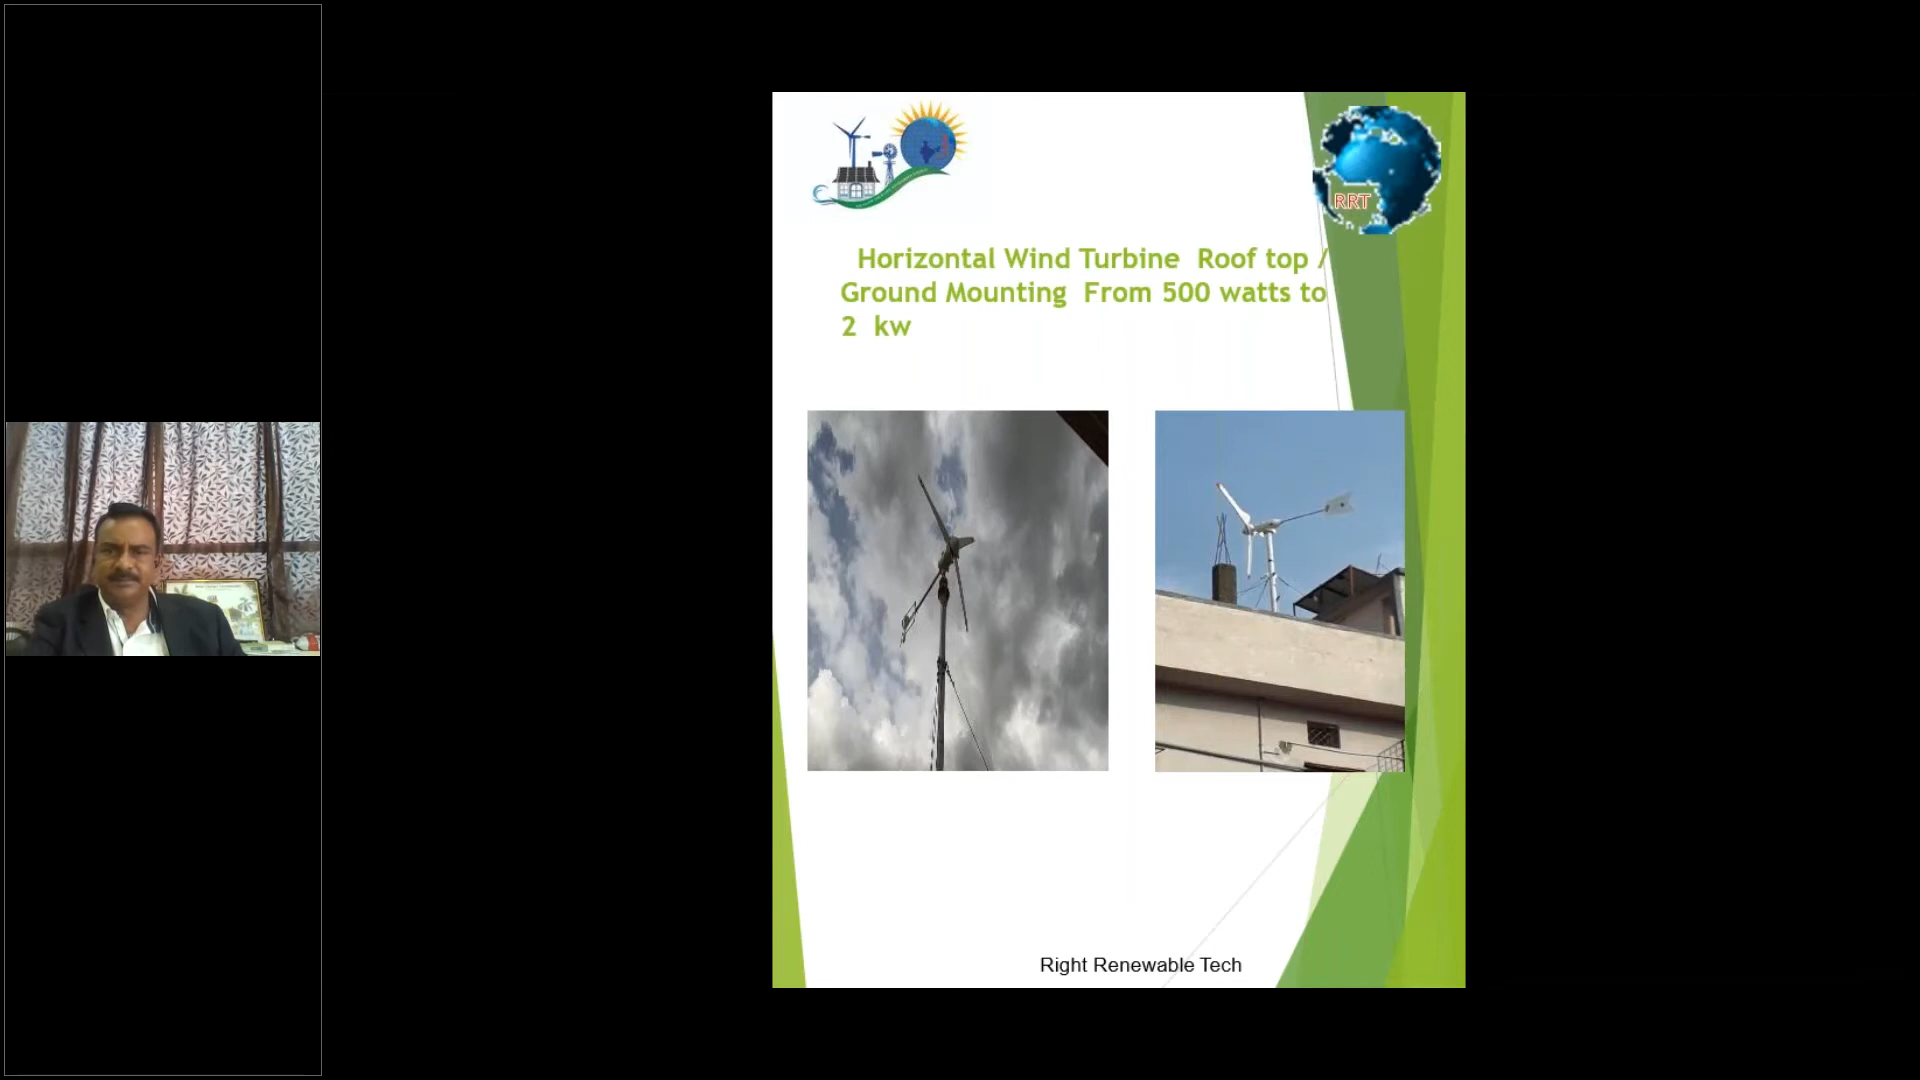 RRT
Horizontal Wind Turbine Roof top /
Ground Mounting From 500 watts to
2 kw
Right Renewable Tech